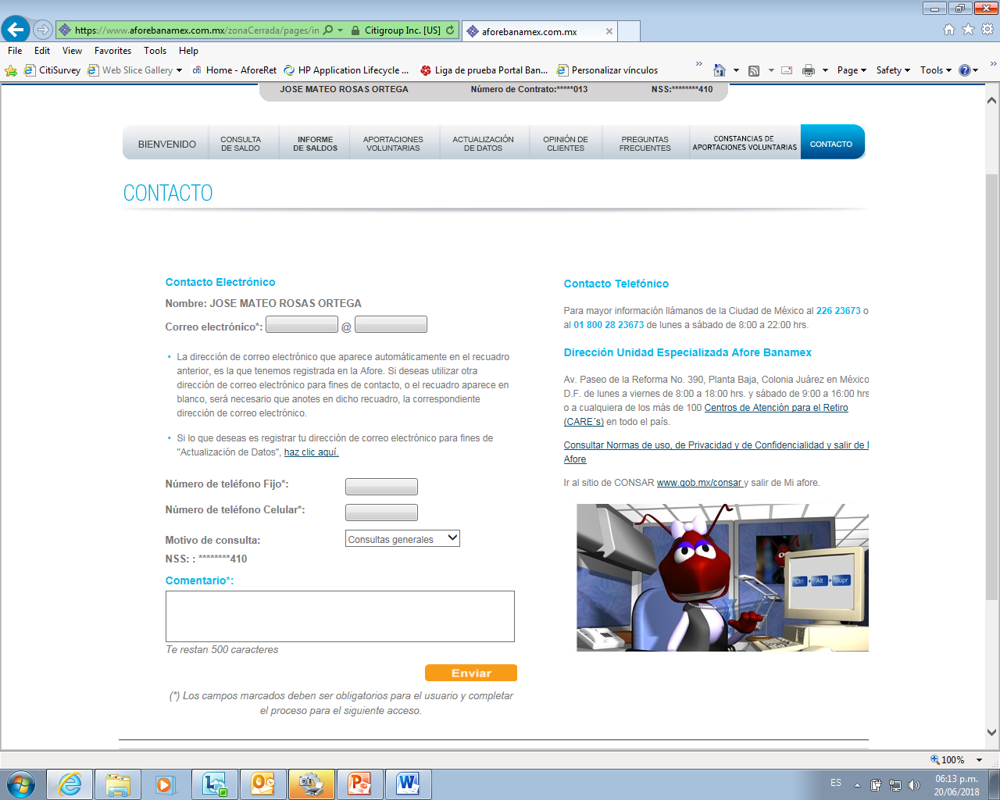 https://www.aforebanamex.com.mx/zonaCerrada/pages/in
Citigroup Inc. [US]
aforebanamex.com.mx
File Edit View Favorites Tools Help
CitiSurvey Web Slice Gallery Home - AforeRet HP Application Lifecycle ... Liga de prueba Portal Ban... Personalizar vínculos
Page Safety Tools
JOSE MATEO ROSAS ORTEGA Número de Contrato:*****013 NSS:********410
BIENVENIDO
CONSULTA
DE SALDO
INFORME
DE SALDOS
APORTACIONES
VOLUNTARIAS
ACTUALIZACIÓN
DE DATOS
OPINIÓN DE
CLIENTES
PREGUNTAS
FRECUENTES
CONSTANCIAS DE
APORTACIONES VOLUNTARIAS
CONTACTO
CONTACTO
Contacto Electrónico
Nombre: JOSE MATEO ROSAS ORTEGA
Correo electrónico*: @
• La dirección de correo electrónico que aparece automáticamente en el recuadro
anterior, es la que tenemos registrada en la Afore. Si deseas utilizar otra
dirección de correo electrónico para fines de contacto, o el recuadro aparece en
blanco, será necesario que anotes en dicho recuadro, la correspondiente
dirección de correo electrónico.
• Si lo que deseas es registrar tu dirección de correo electrónico para fines de
"Actualización de Datos", haz clic aquí.
Número de teléfono Fijo*:
Número de teléfono Celular*:
Motivo de consulta: Consultas generales
NSS: : ********410
Comentario*:
Te restan 500 caracteres
Enviar
(*) Los campos marcados deben ser obligatorios para el usuario y completar
el proceso para el siguiente acceso.
Contacto Telefónico
Para mayor información llámanos de la Ciudad de México al 226 23673 o
al 01 800 28 23673 de lunes a sábado de 8:00 a 22:00 hrs.
Dirección Unidad Especializada Afore Banamex
Av. Paseo de la Reforma No. 390, Planta Baja, Colonia Juárez en México
D.F. de lunes a viernes de 8:00 a 18:00 hrs. y sábado de 9:00 a 16:00 hrs
o a cualquiera de los más de 100 Centros de Atención para el Retiro
(CARE´s) en todo el país.
Consultar Normas de uso, de Privacidad y de Confidencialidad y salir de
Afore
Ir al sitio de CONSAR www.gob.mx/consar y salir de Mi afore.
Ctrl + Alt + Supr
100%
ES
06:13 p.m.
20/06/2018